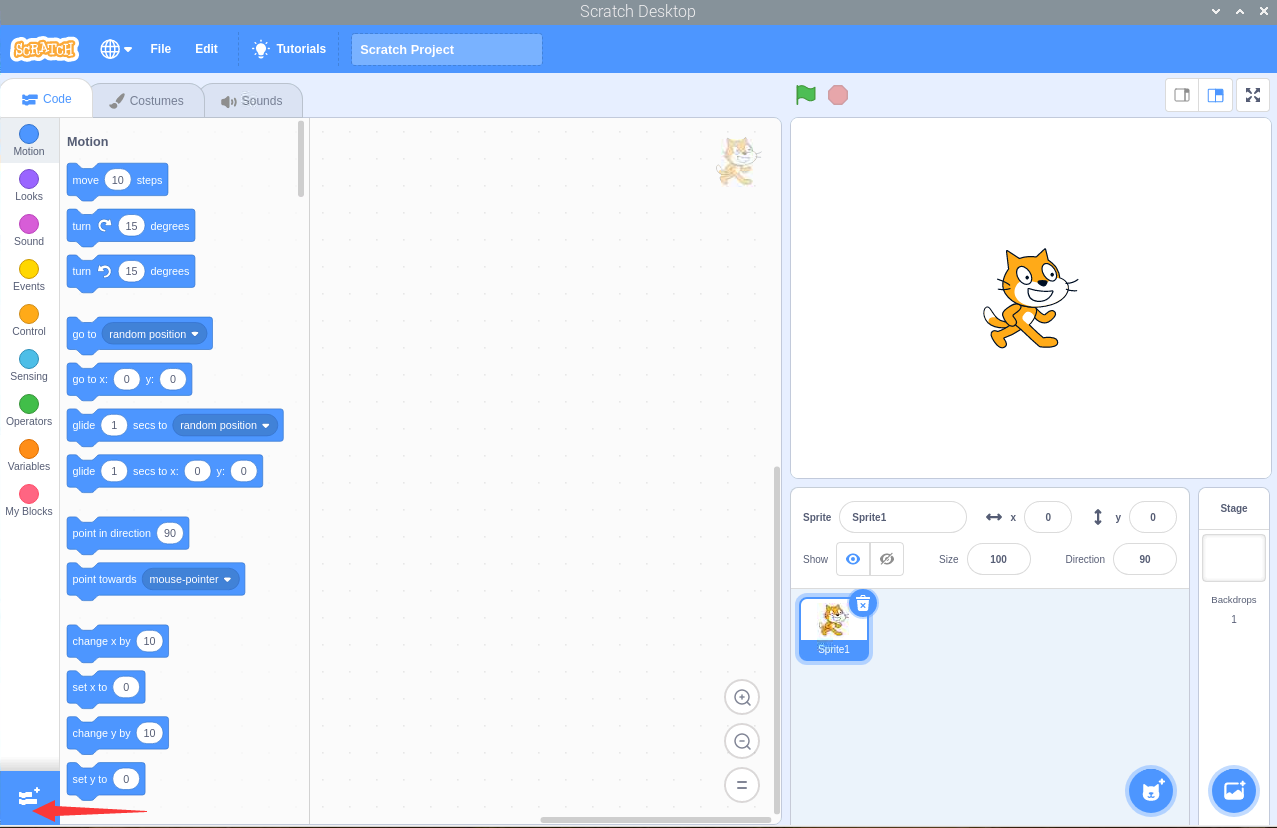 Scratch Desktop
SCRATCH
File
Edit
Tutorials
Scratch Project
Code
Costumes
Sounds
Motion
Looks
Sound
Events
Control
Sensing
Operators
Variables
My Blocks
Motion
move 10 steps
turn 15 degrees
turn 15 degrees
go to random position
go to x: 0 y: 0
glide 1 secs to random position
glide 1 secs to x: 0 y: 0
point in direction 90
point towards mouse-pointer
change x by 10
set x to 0
change y by 10
set y to 0
Sprite Sprite1 x 0 y 0
Show Size 100 Direction 90
Sprite1
Stage
Backdrops
1